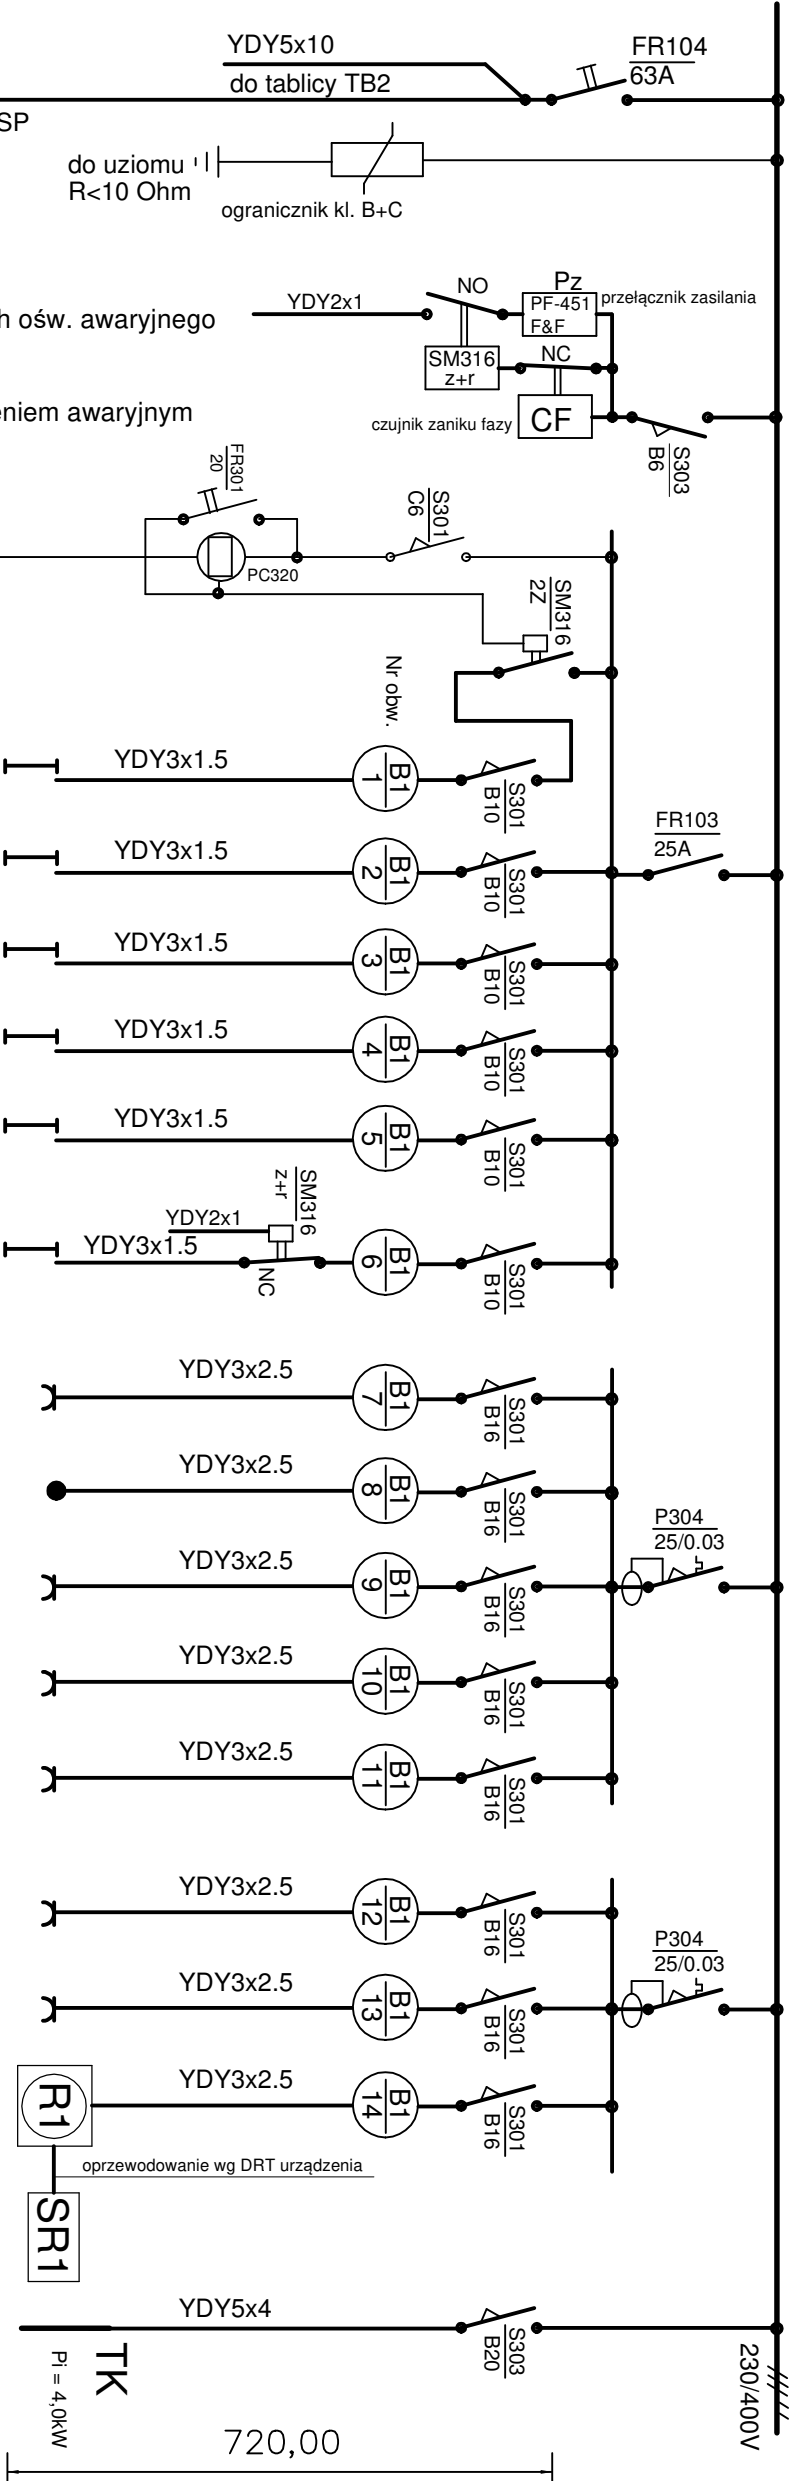 YDY5x10
do tablicy TB2
FR104
63A
SP
do uziomu
R<10 Ohm
ogranicznik kl. B+C
h ośw. awaryjnego
YDY2x1
NO
Pz
PF-451
F&F
przełącznik zasilania
SM316
z+r
NC
eniem awaryjnym
czujnik zaniku fazy
CF
S303
B6
FR301
20
PC320
S301
C6
SM316
2Z
Nr obw.
YDY3x1.5
B1
1
S301
B10
FR103
25A
YDY3x1.5
B1
2
S301
B10
YDY3x1.5
B1
3
S301
B10
YDY3x1.5
B1
4
S301
B10
YDY3x1.5
B1
5
S301
B10
YDY2x1
SM316
z+r
YDY3x1.5
NC
B1
6
S301
B10
YDY3x2.5
B1
7
S301
B16
YDY3x2.5
B1
8
S301
B16
P304
25/0.03
YDY3x2.5
B1
9
S301
B16
YDY3x2.5
B1
10
S301
B16
YDY3x2.5
B1
11
S301
B16
YDY3x2.5
B1
12
S301
B16
P304
25/0.03
YDY3x2.5
B1
13
S301
B16
YDY3x2.5
B1
14
S301
B16
R1
oprzewodowanie wg DRT urządzenia
SR1
YDY5x4
S303
B20
TK
Pi = 4,0kW
230/400V
720,00